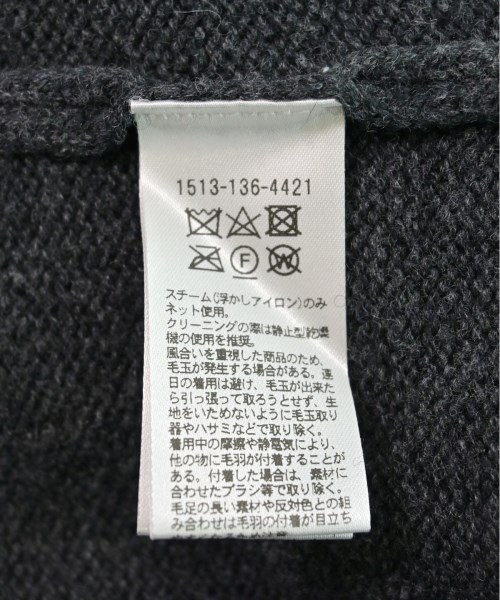 1513-136-4421
F W
スチーム(浮かしアイロン)のみ
ネット使用。
クリーニングの際は静止型乾燥
機の使用を推奨。
風合いを重視した商品のため、
毛玉が発生する場合がある。連
日の着用は避け、毛玉が出来た
ら引っ張って取ろうとせず、生
地をいためないように毛玉取り
器やハサミなどで取り除く。
着用中の摩擦や静電気により、
他の物に毛羽が付着することが
ある。付着した場合は、素材に
合わせたブラシ等で取り除く。
毛足の長い素材や反対色との組
み合わせは毛羽の付着が目立ち